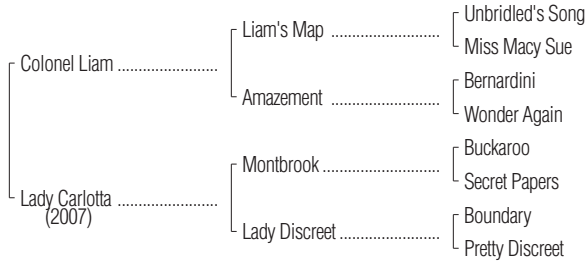 Unbridled's Song
Liam's Map ........................
Miss Macy Sue
Colonel Liam ......................
Bernardini
Amazement ........................
Wonder Again
Buckaroo
Montbrook ..........................
Secret Papers
Lady Carlotta ......................
(2007)
Boundary
Lady Discreet ......................
Pretty Discreet